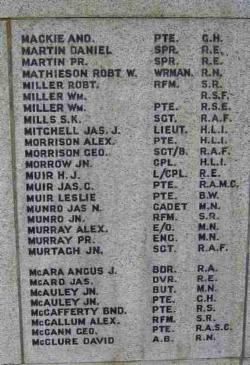 MACKIE AND. PTE. G.H.
MARTIN DANIEL SPR. R.E.
MARTIN PR. SPR. R.E.
MATHIESON ROBT W. WRMAN. R.N.
MILLER ROBT. RFM. S.R.
MILLER WM. R.S.F.
MILLER WM. PTE. R.S.E.
MILLS S.K. SGT. R.A.F.
MITCHELL JAS. J. LIEUT. H.L.I.
MORRISON ALEX. PTE. H.L.I.
MORRISON GEO. SGT/B. R.A.F.
MORROW JN. CPL. H.L.I.
MUIR H.J. L/CPL. R.E.
MUIR JAS. C. PTE. R.A.M.C.
MUIR LESLIE PTE. B.W.
MUNRO JAS N. CADET M.N.
MUNRO JN. RFM. S.R.
MURRAY ALEX. E/O. M.N.
MURRAY PR. ENG. M.N.
MURTAGH JN. SGT. R.A.F.
McARA ANGUS J. BDR. R.A.
McARD JAS. DVR. R.E.
McAULEY JN. BUT. M.N.
McAULEY JN. PTE. G.H.
McCAFFERTY BND. PTE. R.S.
McCALLUM ALEX. RFM. S.R.
McCANN GEO. PTE. R.A.S.C.
McCLURE DAVID A.B. R.N.